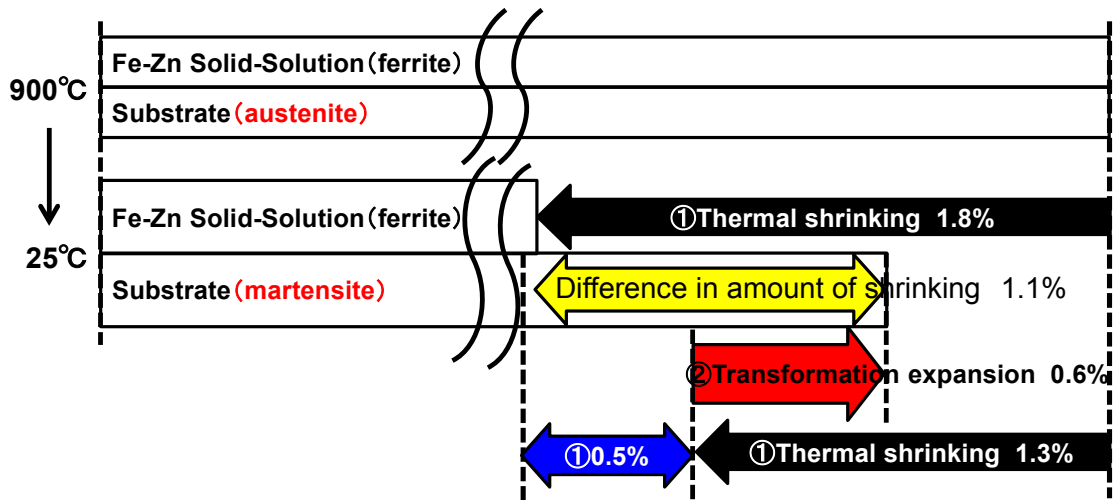 Fe-Zn Solid-Solution（ferrite）
900℃
Substrate（austenite）
Fe-Zn Solid-Solution（ferrite）
①Thermal shrinking 1.8%
25℃
Substrate（martensite）
Difference in amount of shrinking 1.1%
②Transformation expansion 0.6%
①0.5%
①Thermal shrinking 1.3%